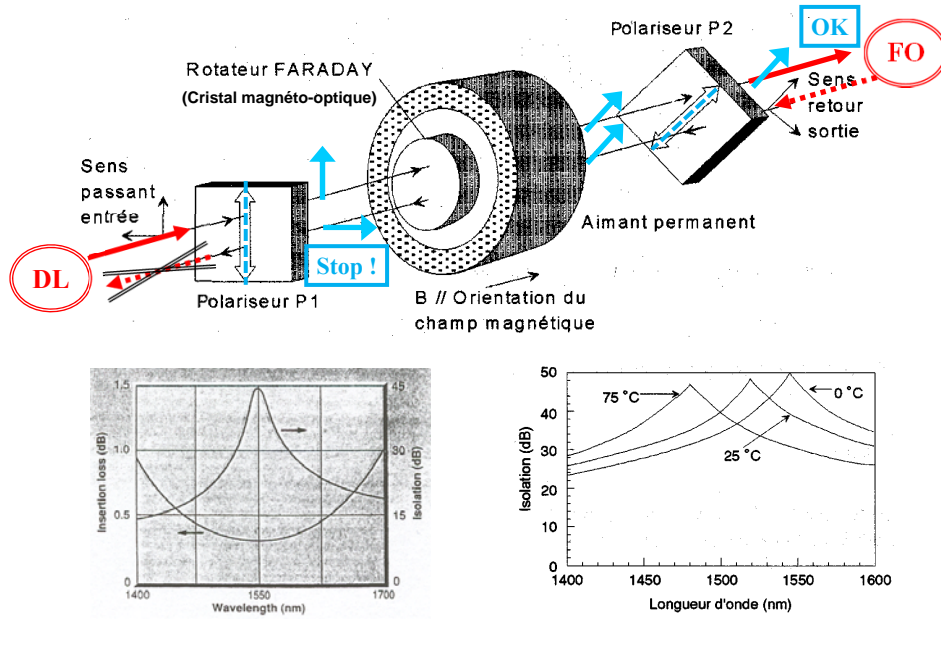 Polariseur P2
OK
FO
Rotateur FARADAY
(Cristal magnéto-optique)
Sens
retour
sortie
Sens
passant
entrée
Aimant permanent
Stop !
DL
Polariseur P1
B // Orientation du
champ magnétique
1.5
1.0
0.5
0
Insertion loss (dB)
45
30
15
0
Isolation (dB)
1400
1550
1700
Wavelength (nm)
50
40
30
20
10
0
Isolation (dB)
75 °C
0 °C
25 °C
1400
1450
1500
1550
1600
Longueur d'onde (nm)